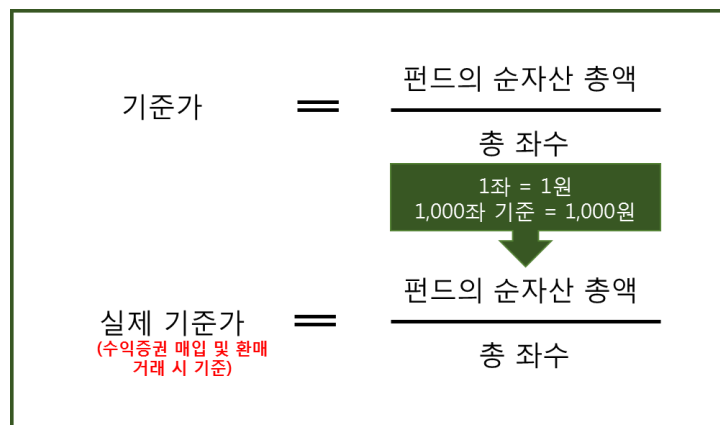 기준가
펀드의 순자산 총액
총 좌수
1좌 = 1원
1,000좌 기준 = 1,000원
실제 기준가
(수익증권 매입 및 환매
거래 시 기준)
펀드의 순자산 총액
총 좌수